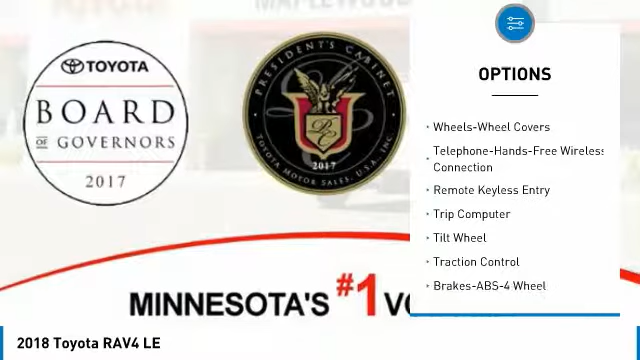 TOYOTA
BOARD
OF GOVERNORS
2017
PRESIDENT'S CABINET
2017
TOYOTA MOTOR SALES, U.S.A., INC.
MINNESOTA'S #1
OPTIONS
Wheels-Wheel Covers
Telephone-Hands-Free Wireless
Connection
Remote Keyless Entry
Trip Computer
Tilt Wheel
Traction Control
Brakes-ABS-4 Wheel
2018 Toyota RAV4 LE